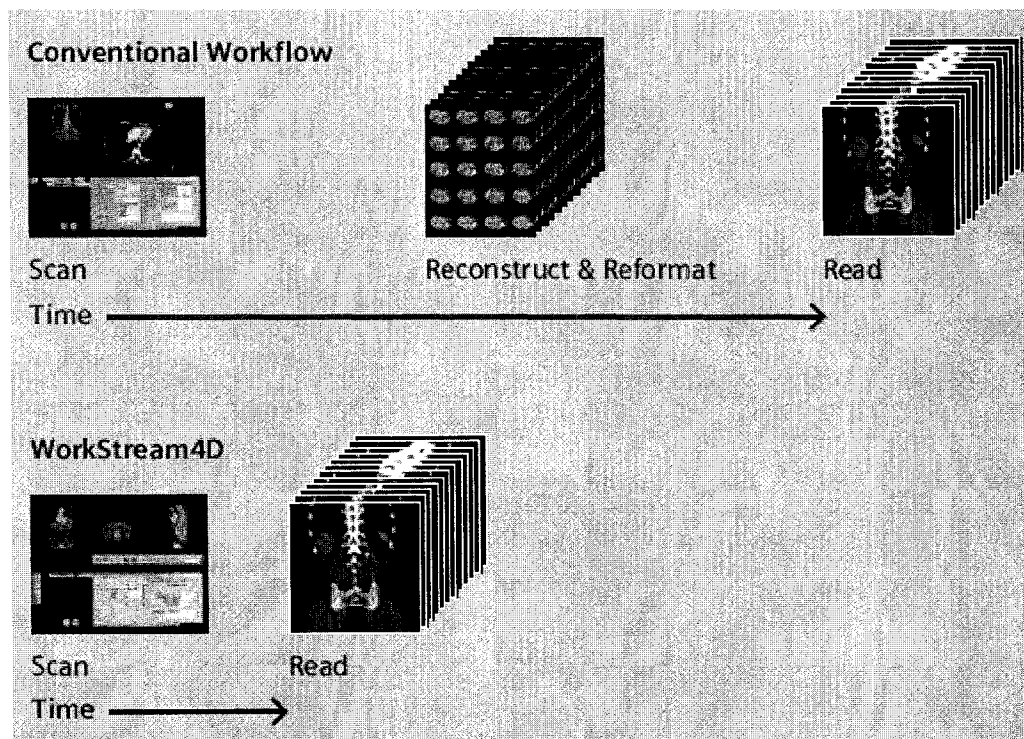 Conventional Workflow
Scan
Reconstruct & Reformat
Read
Time
WorkStream4D
Scan
Read
Time